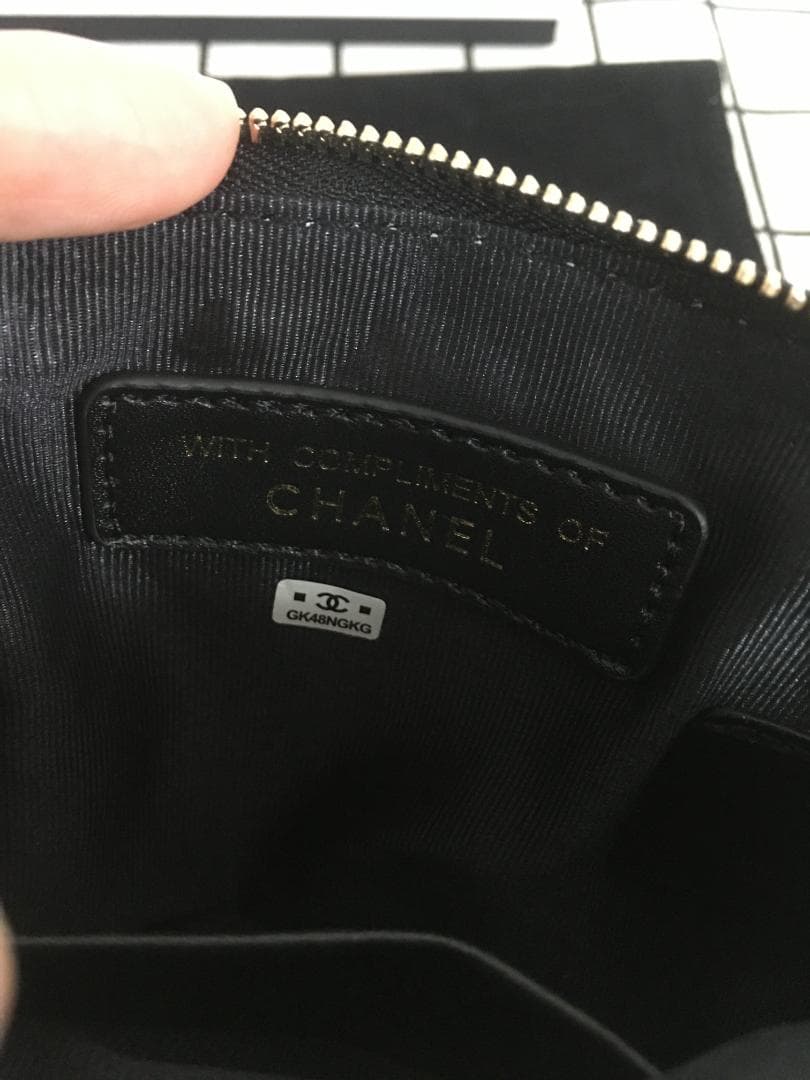 WITH COMPLIMENTS OF
CHANEL
GK48NGKG